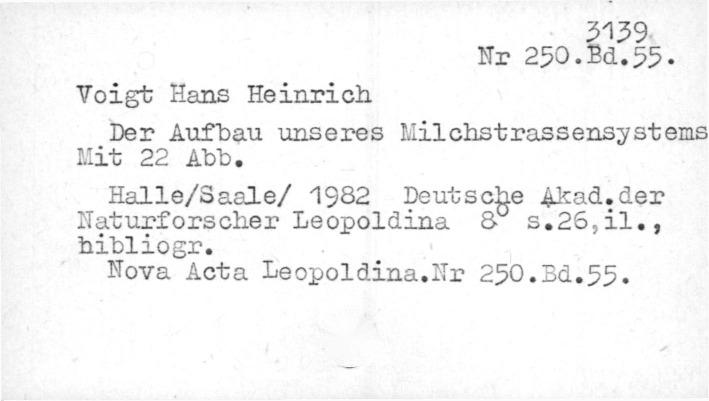 3139
Nr 250.Bd.55.
Voigt Hans Heinrich
Der Aufbau unseres Milchstrassensystems
Mit 22 Abb.
Halle/Saale/ 1982 Deutsche Akad.der
Naturforscher Leopoldina 8° s.26,il.,
bibliogr.
Nova Acta Leopoldina.Nr 250.Bd.55.